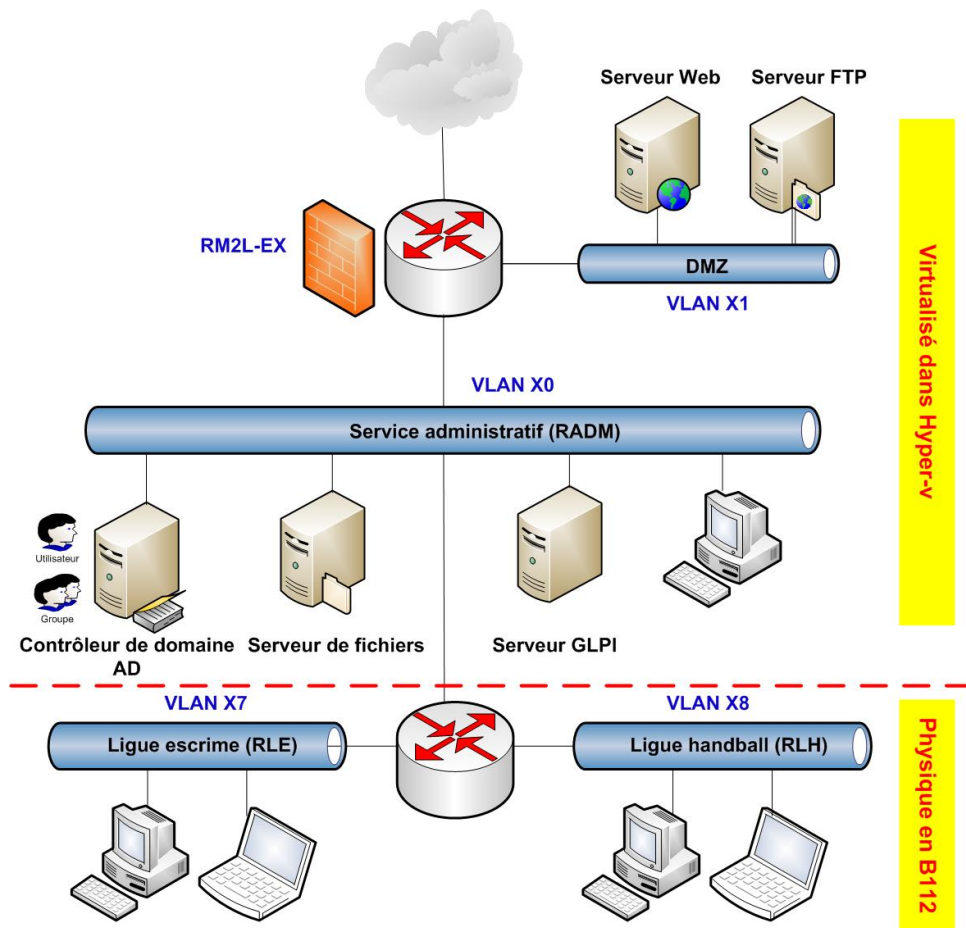 Serveur Web
Serveur FTP
RM2L-EX
DMZ
VLAN X1
Virtualisé dans Hyper-v
VLAN X0
Service administratif (RADM)
Utilisateur
Groupe
Contrôleur de domaine
AD
Serveur de fichiers
Serveur GLPI
VLAN X7
VLAN X8
Ligue escrime (RLE)
Ligue handball (RLH)
Physique en B112